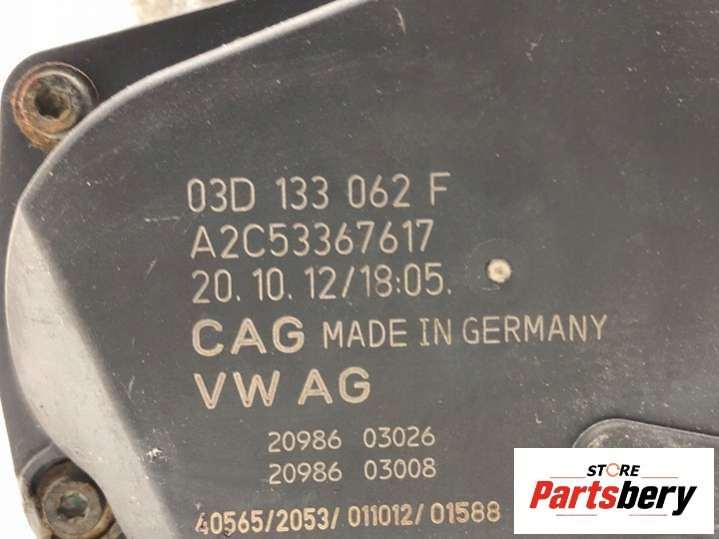 03D 133 062 F
A2C53367617
20.10.12/18:05.
CAG MADE IN GERMANY
VW AG
20986 03026
20986 03008
40565/2053/011012/01588
STORE
Partsbery